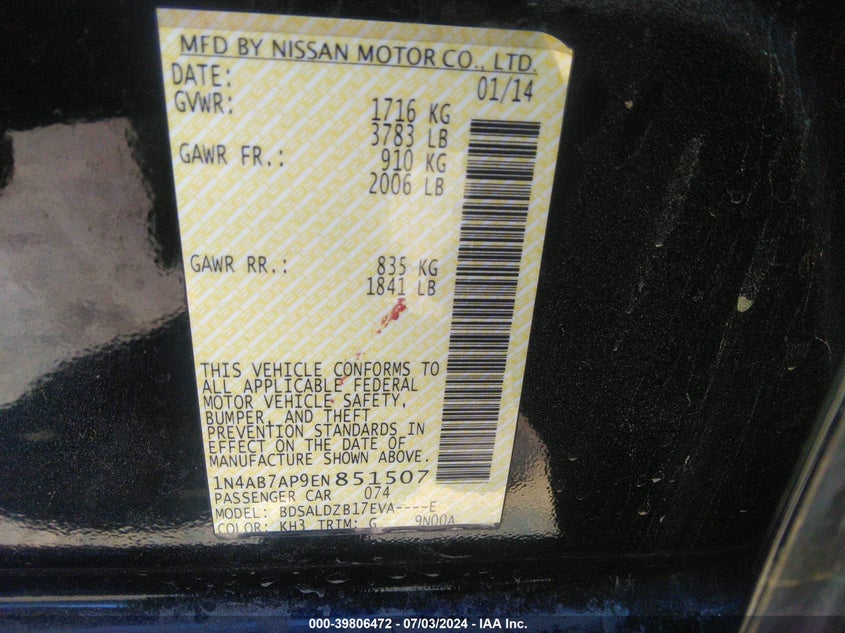 MFD BY NISSAN MOTOR CO., LTD.
DATE: 01/14
GVWR: 1716 KG
3783 LB
GAWR FR.: 910 KG
2006 LB
GAWR RR.: 835 KG
1841 LB
THIS VEHICLE CONFORMS TO
ALL APPLICABLE FEDERAL
MOTOR VEHICLE SAFETY,
BUMPER, AND THEFT
PREVENTION STANDARDS IN
EFFECT ON THE DATE OF
MANUFACTURE SHOWN ABOVE.
1N4AB7AP9EN 851507
PASSENGER CAR 074
MODEL: BDSALDZB17EVA----E
COLOR: KH3 TRIM: G 9N00A
000-39806472 - 07/03/2024 - IAA Inc.